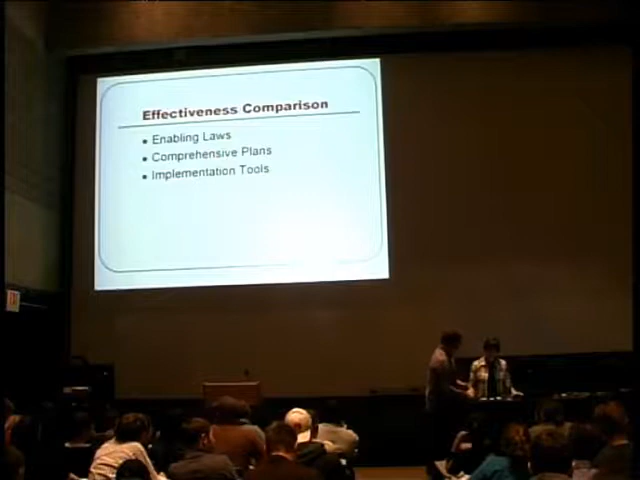 Effectiveness Comparison
Enabling Laws
Comprehensive Plans
Implementation Tools